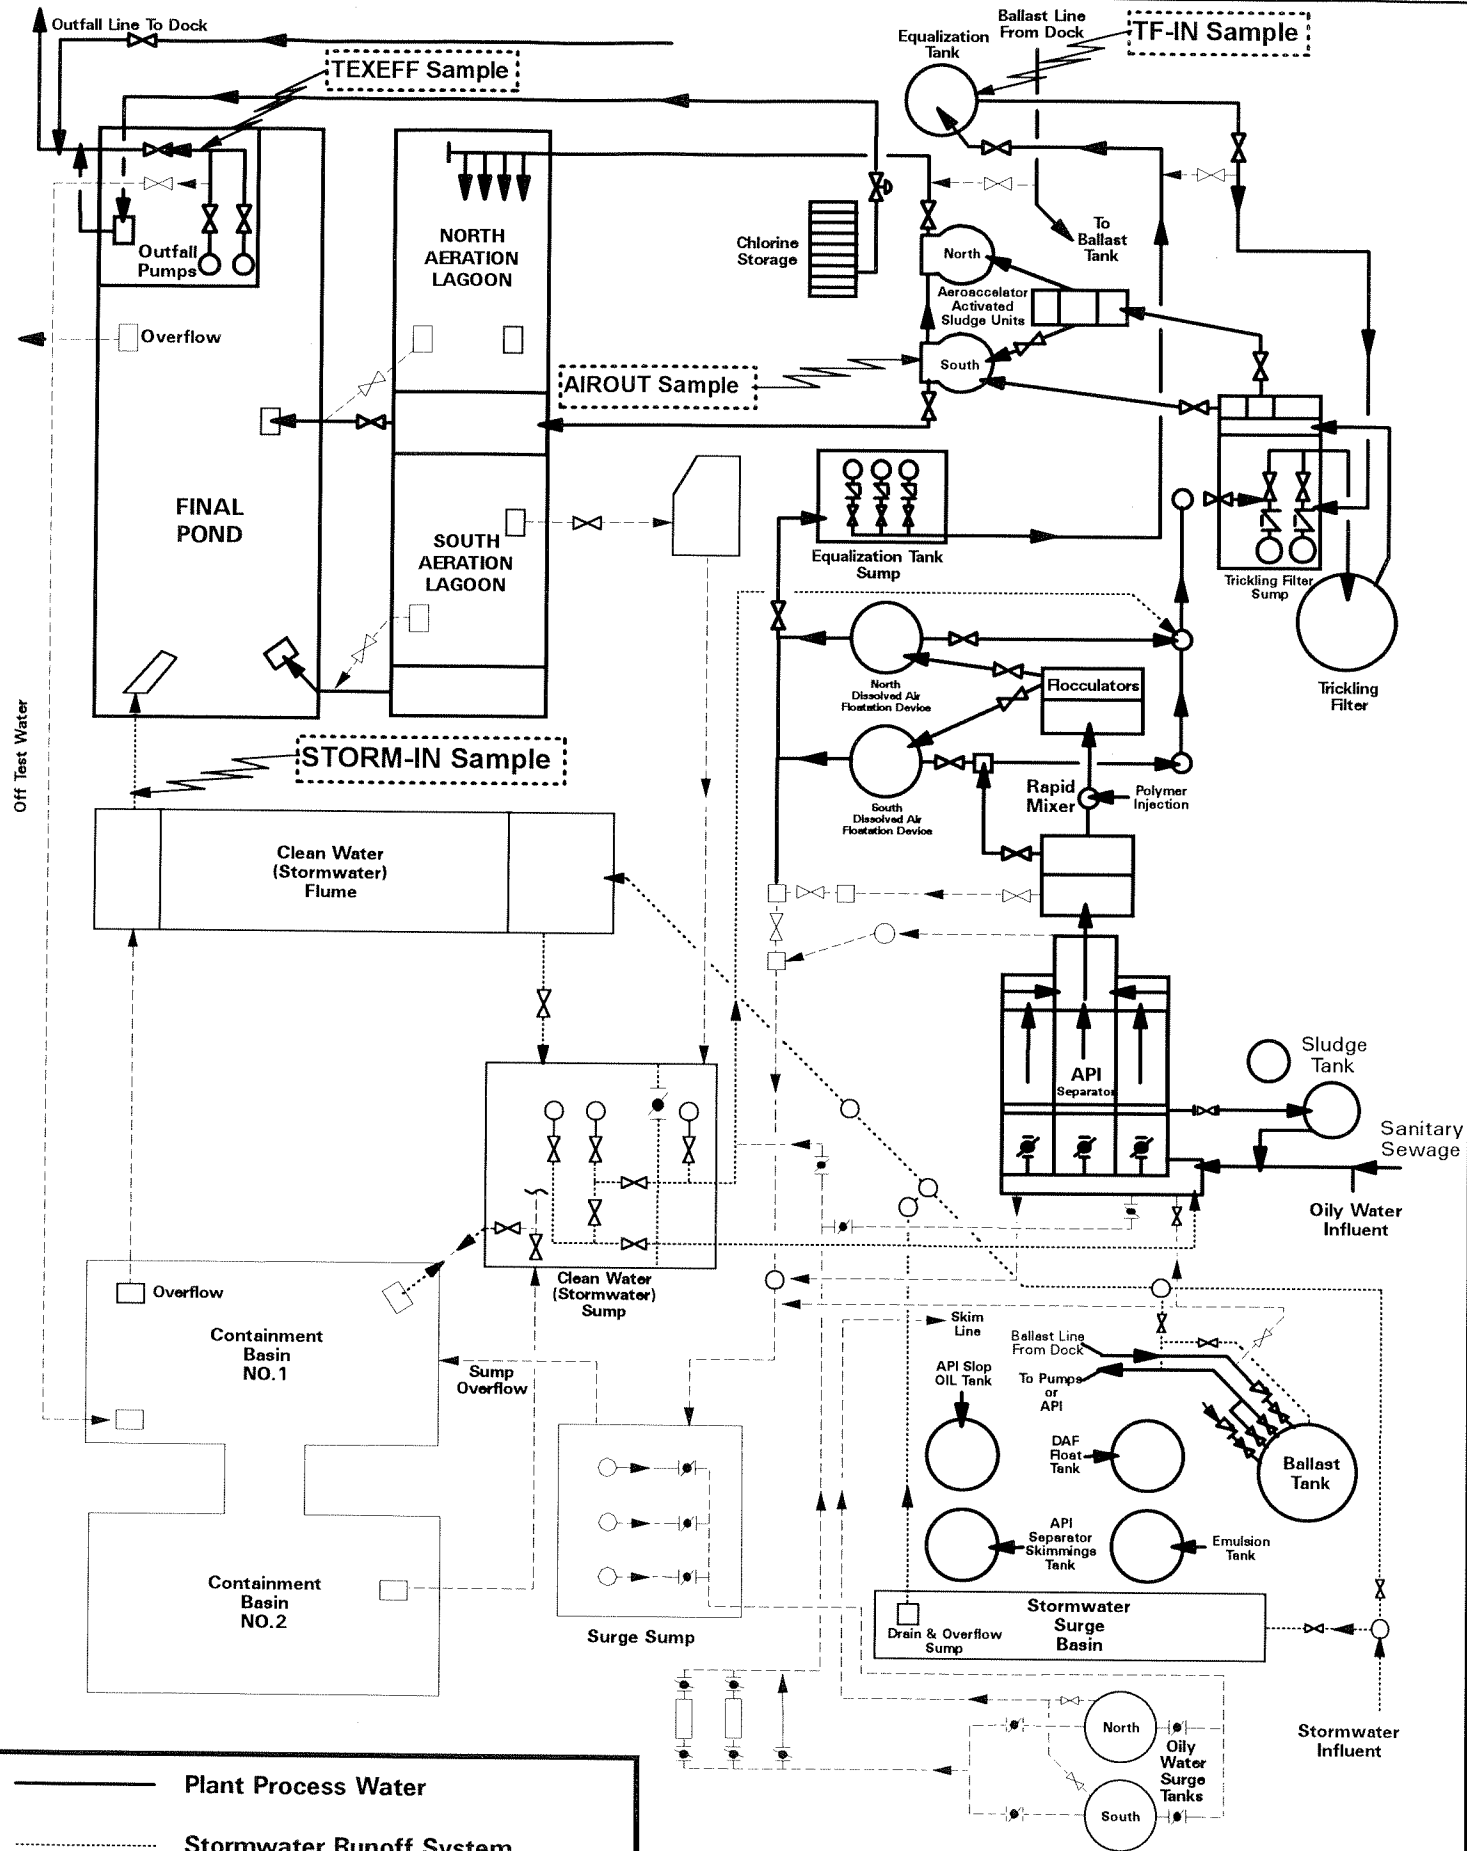 Outfall Line To Dock
TEXEFF Sample
Equalization
Tank
Ballast Line
From Dock
TF-IN Sample
Outfall
Pumps
NORTH
AERATION
LAGOON
Chlorine
Storage
North
To
Ballast
Tank
Aeroaccelator
Activated
Sludge Units
Overflow
AIROUT Sample
South
FINAL
POND
SOUTH
AERATION
LAGOON
Equalization Tank
Sump
Trickling Filter
Sump
Trickling
Filter
North
Dissolved Air
Floatation Device
Flocculators
Off Test Water
STORM-IN Sample
South
Dissolved Air
Floatation Device
Rapid
Mixer
Polymer
Injection
Clean Water
(Stormwater)
Flume
API
Separator
Sludge
Tank
Sanitary
Sewage
Oily Water
Influent
Clean Water
(Stormwater)
Sump
Overflow
Containment
Basin
NO.1
Sump
Overflow
Skim
Line
Ballast Line
From Dock
API Slop
OIL Tank
To Pumps
or
API
DAF
Float
Tank
Ballast
Tank
API
Separator
Skimmings
Tank
Emulsion
Tank
Containment
Basin
NO.2
Surge Sump
Stormwater
Surge
Basin
Drain & Overflow
Sump
North
Oily
Water
Surge
Tanks
South
Stormwater
Influent
Plant Process Water
Stormwater Runoff System